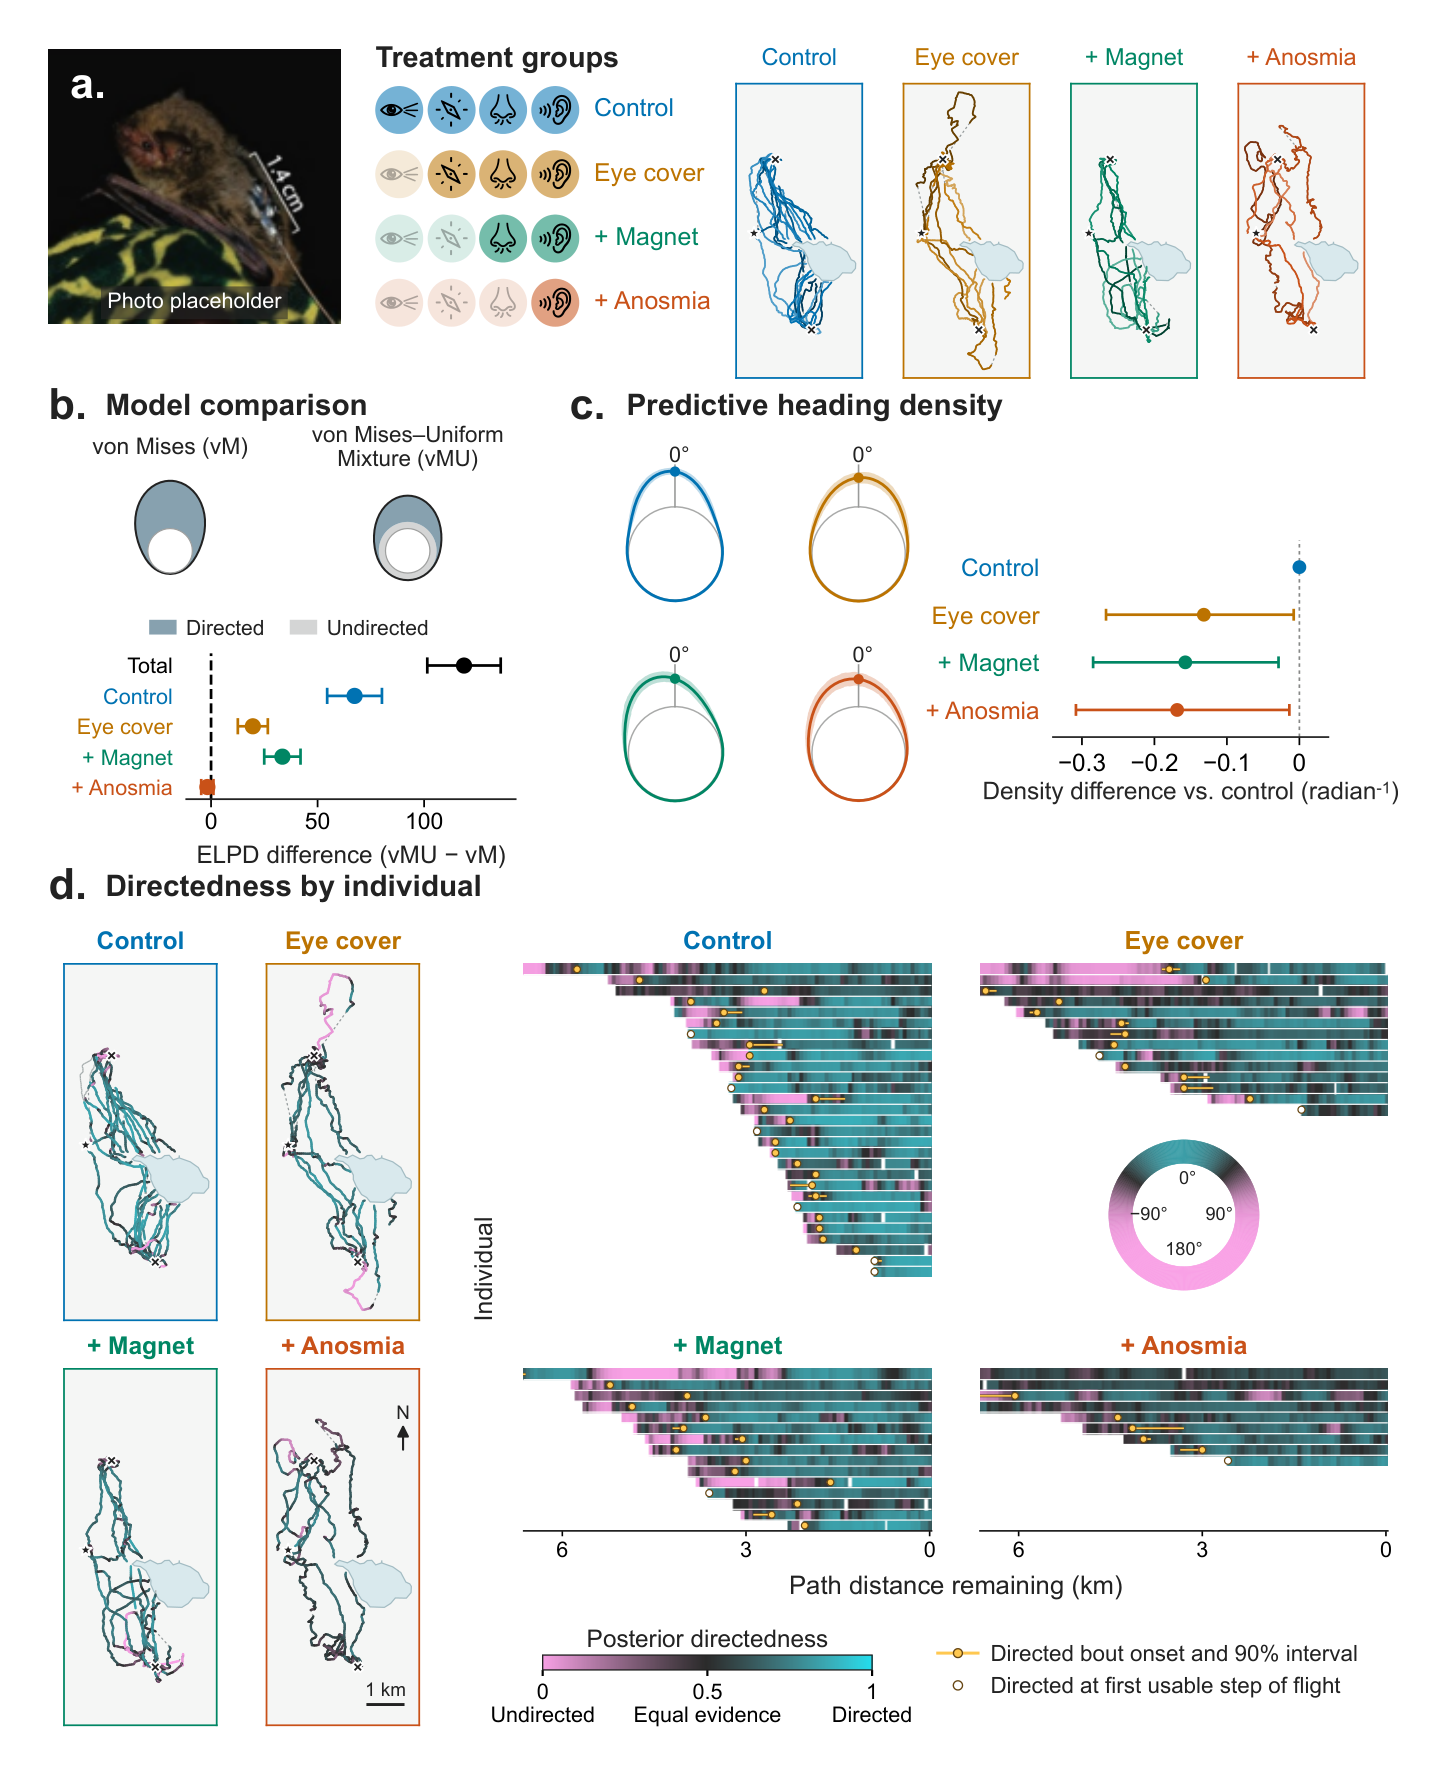 a.
1.4 cm
Photo placeholder
Treatment groups
Control
Eye cover
+ Magnet
+ Anosmia
Control
Eye cover
+ Magnet
+ Anosmia
b. Model comparison
von Mises (vM)
von Mises–Uniform
Mixture (vMU)
Directed
Undirected
Total
Control
Eye cover
+ Magnet
+ Anosmia
0
50
100
ELPD difference (vMU − vM)
c. Predictive heading density
0°
0°
0°
0°
Control
Eye cover
+ Magnet
+ Anosmia
−0.3
−0.2
−0.1
0
Density difference vs. control (radian⁻¹)
d. Directedness by individual
Control
Eye cover
+ Magnet
+ Anosmia
N
1 km
Individual
Control
Eye cover
0°
−90°
90°
180°
+ Magnet
+ Anosmia
6
3
0
6
3
0
Path distance remaining (km)
Posterior directedness
0
0.5
1
Undirected
Equal evidence
Directed
Directed bout onset and 90% interval
Directed at first usable step of flight